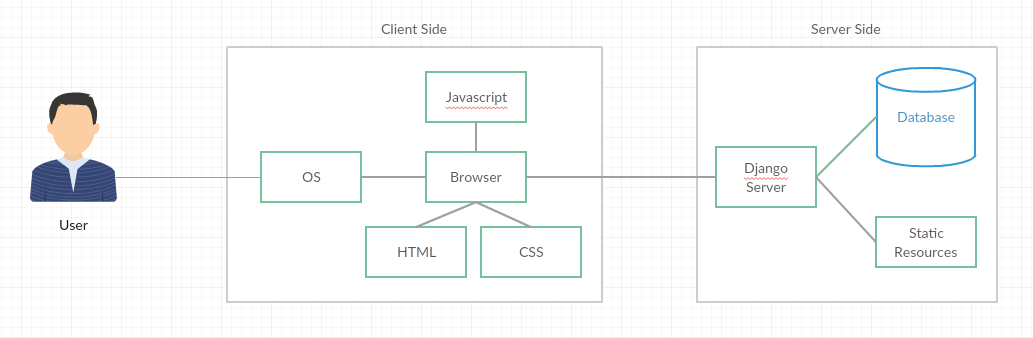 Client Side
Server Side
Javascript
Database
OS
Browser
Django
Server
User
HTML
CSS
Static
Resources